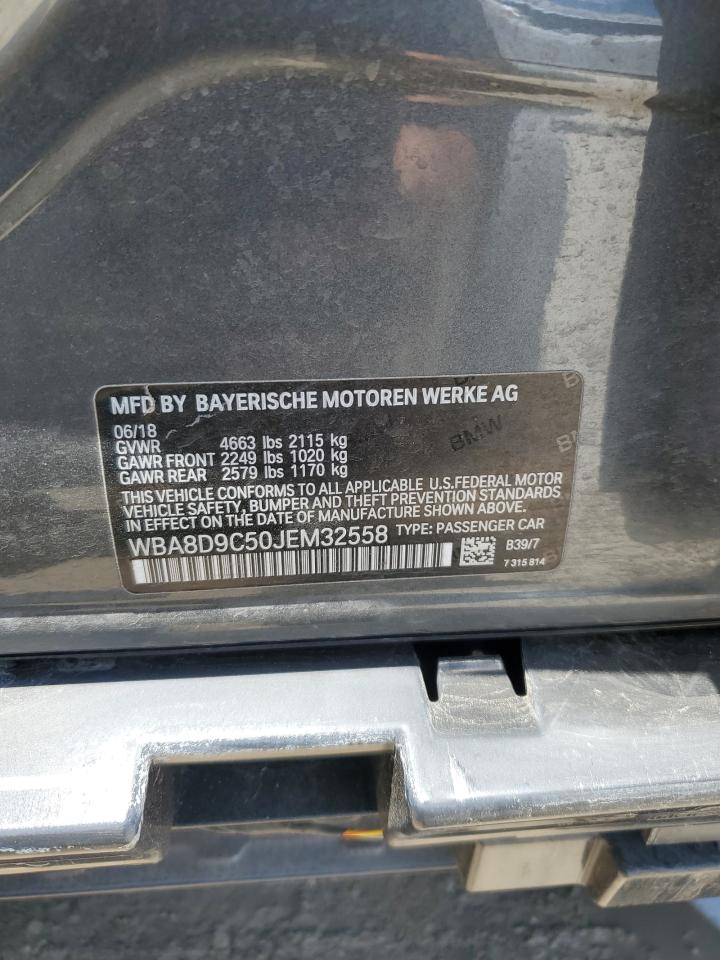 MFD BY BAYERISCHE MOTOREN WERKE AG
06/18
GVWR 4663 lbs 2115 kg
GAWR FRONT 2249 lbs 1020 kg
GAWR REAR 2579 lbs 1170 kg
THIS VEHICLE CONFORMS TO ALL APPLICABLE U.S.FEDERAL MOTOR
VEHICLE SAFETY, BUMPER AND THEFT PREVENTION STANDARDS
IN EFFECT ON THE DATE OF MANUFACTURE SHOWN ABOVE.
WBA8D9C50JEM32558 TYPE: PASSENGER CAR
B39/7
7 315 814
BMW